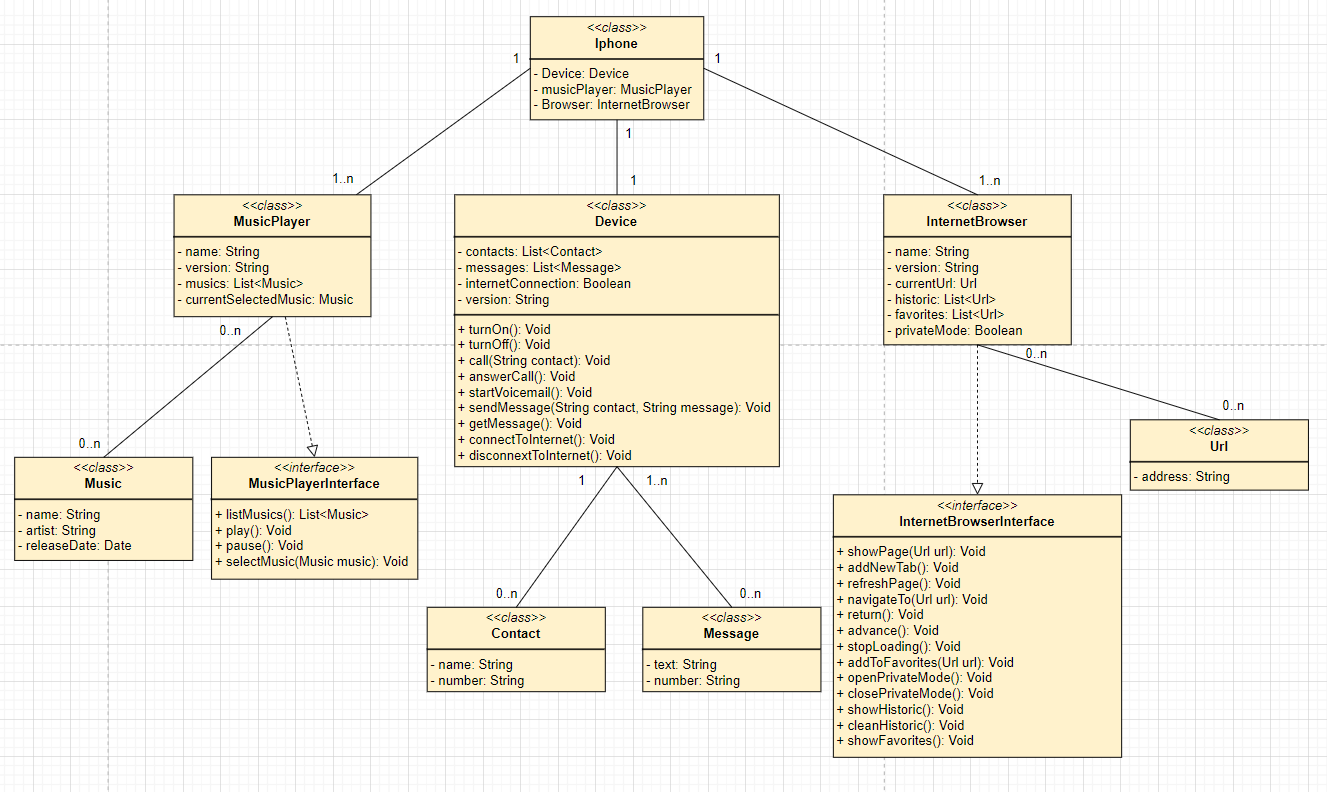 <<class>>
Iphone
- Device: Device
- musicPlayer: MusicPlayer
- Browser: InternetBrowser
1
1
1
1..n
1
1..n
<<class>>
MusicPlayer
- name: String
- version: String
- musics: List<Music>
- currentSelectedMusic: Music
<<class>>
Device
- contacts: List<Contact>
- messages: List<Message>
- internetConnection: Boolean
- version: String
+ turnOn(): Void
+ turnOff(): Void
+ call(String contact): Void
+ answerCall(): Void
+ startVoicemail(): Void
+ sendMessage(String contact, String message): Void
+ getMessage(): Void
+ connectToInternet(): Void
+ disconnextToInternet(): Void
<<class>>
InternetBrowser
- name: String
- version: String
- currentUrl: Url
- historic: List<Url>
- favorites: List<Url>
- privateMode: Boolean
0..n
0..n
0..n
0..n
<<class>>
Music
- name: String
- artist: String
- releaseDate: Date
<<interface>>
MusicPlayerInterface
+ listMusics(): List<Music>
+ play(): Void
+ pause(): Void
+ selectMusic(Music music): Void
<<class>>
Url
- address: String
1
1..n
0..n
0..n
<<class>>
Contact
- name: String
- number: String
<<class>>
Message
- text: String
- number: String
<<interface>>
InternetBrowserInterface
+ showPage(Url url): Void
+ addNewTab(): Void
+ refreshPage(): Void
+ navigateTo(Url url): Void
+ return(): Void
+ advance(): Void
+ stopLoading(): Void
+ addToFavorites(Url url): Void
+ openPrivateMode(): Void
+ closePrivateMode(): Void
+ showHistoric(): Void
+ cleanHistoric(): Void
+ showFavorites(): Void